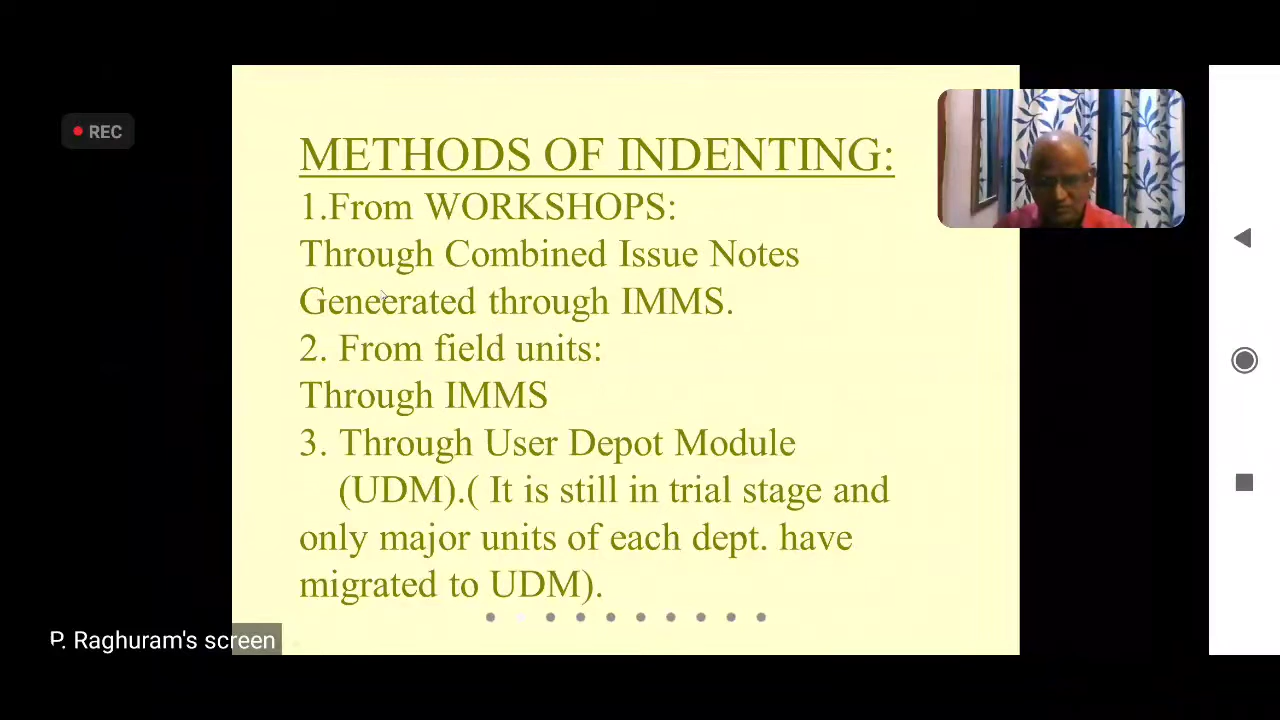 REC
METHODS OF INDENTING:
1.From WORKSHOPS:
Through Combined Issue Notes
Geneerated through IMMS.
2. From field units:
Through IMMS
3. Through User Depot Module
(UDM).( It is still in trial stage and
only major units of each dept. have
migrated to UDM).
P. Raghuram's screen